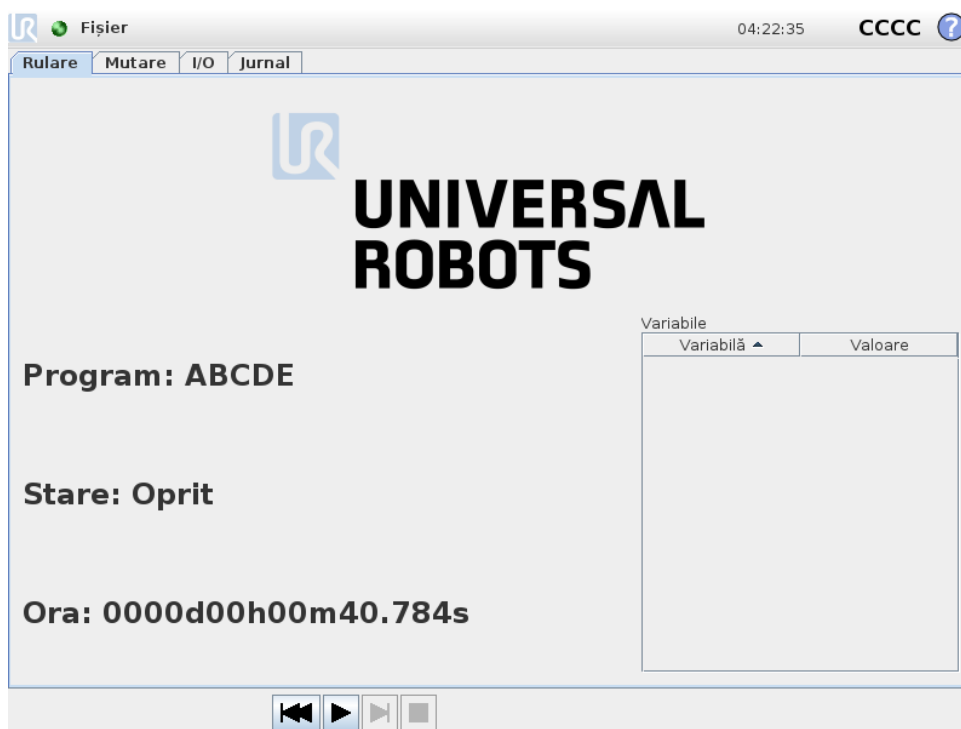 Fișier
04:22:35
CCCC
?
Rulare
Mutare
I/O
Jurnal
UR
UNIVERSAL
ROBOTS
Variabile
Variabilă
Valoare
Program: ABCDE
Stare: Oprit
Ora: 0000d00h00m40.784s